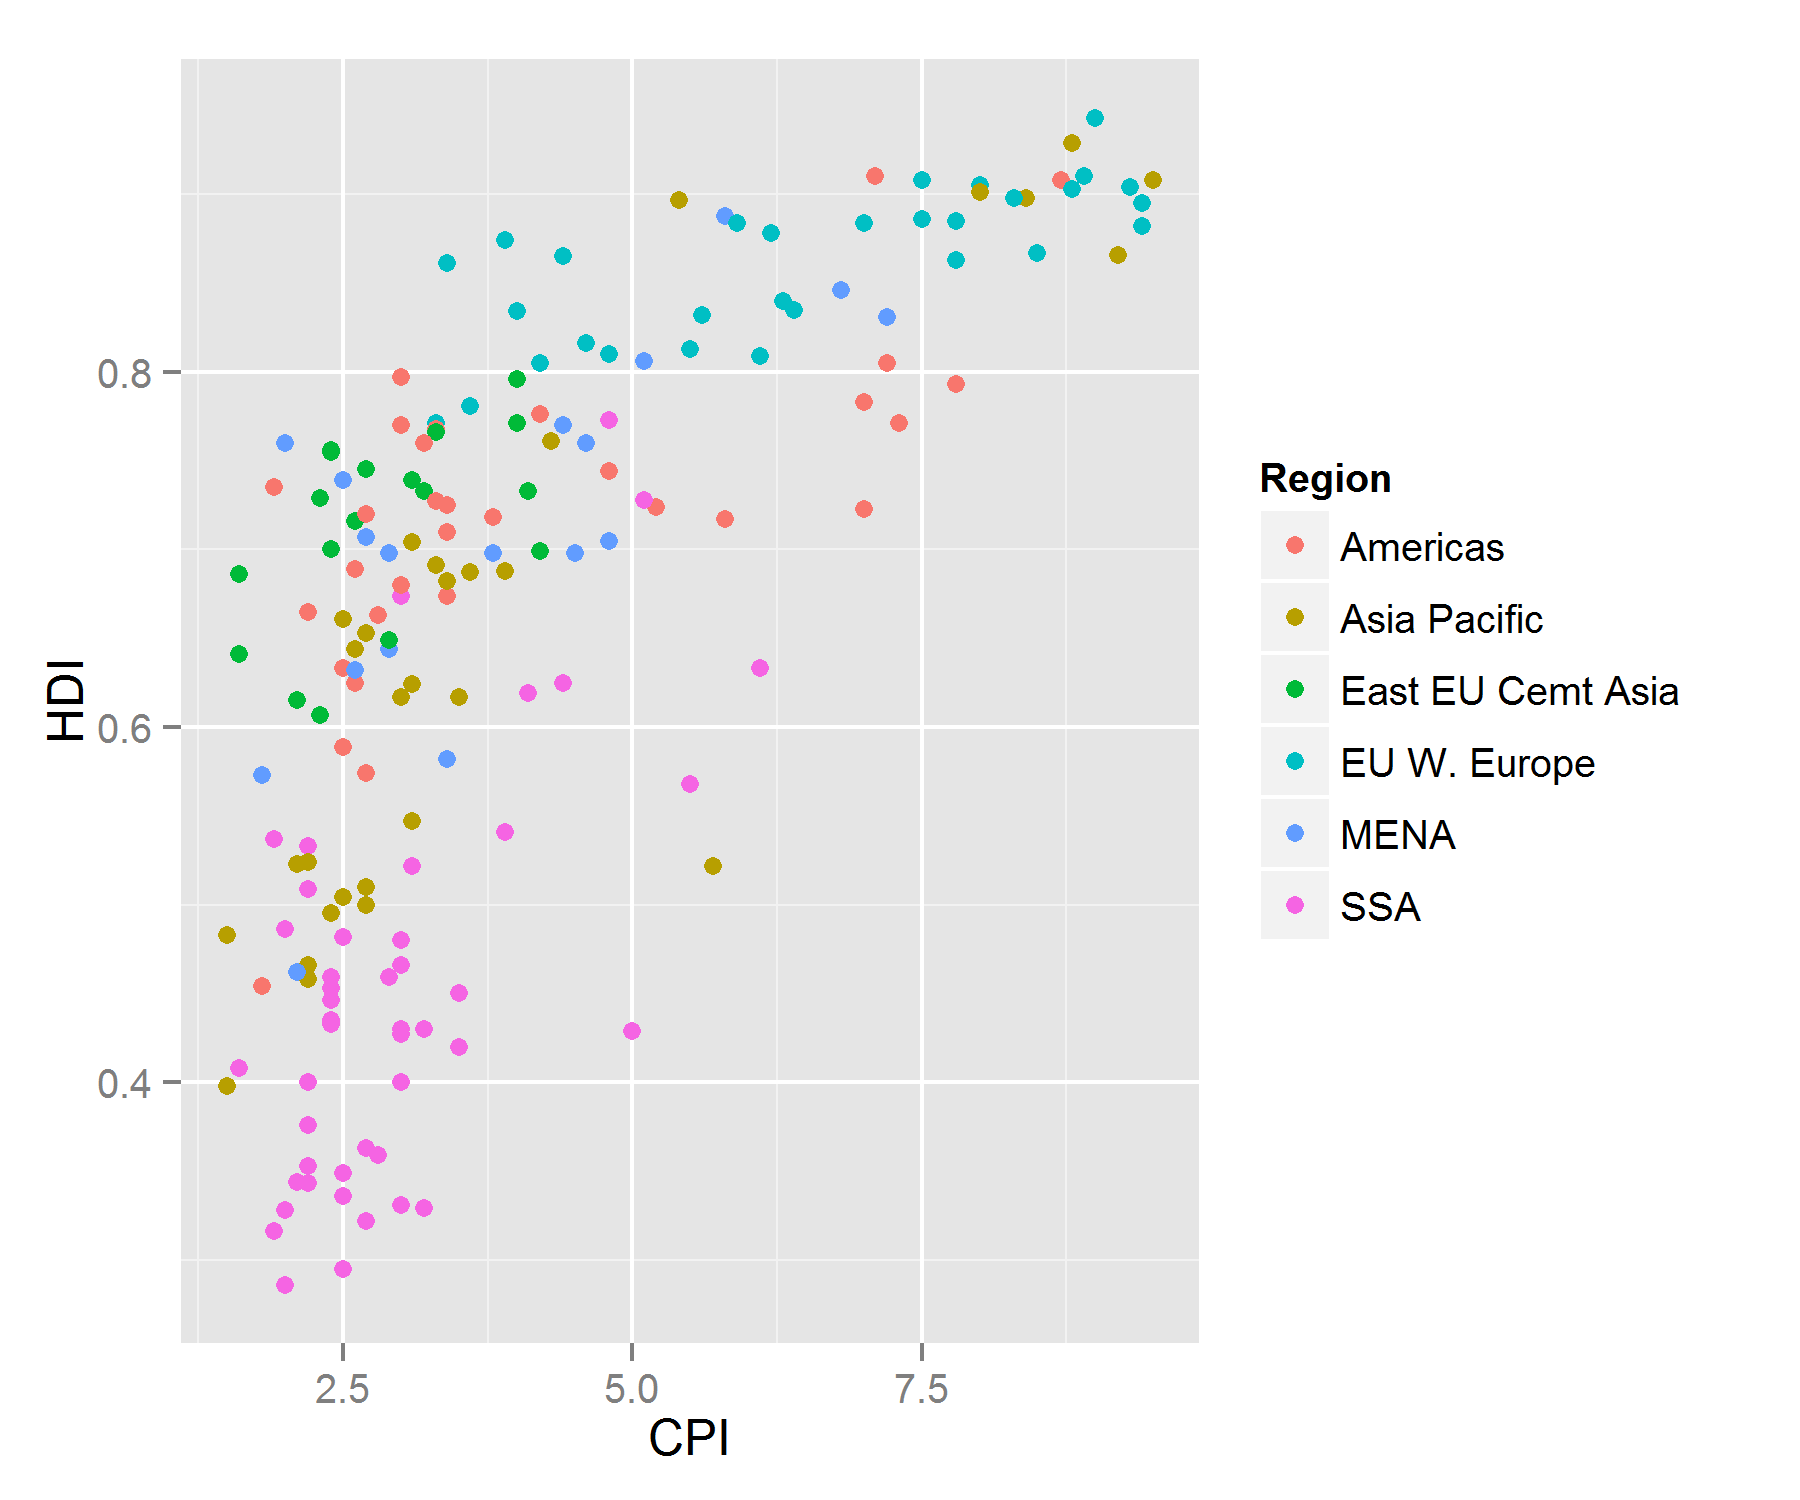 HDI
0.8
0.6
0.4
2.5 5.0 7.5
CPI
Region
Americas
Asia Pacific
East EU Cemt Asia
EU W. Europe
MENA
SSA